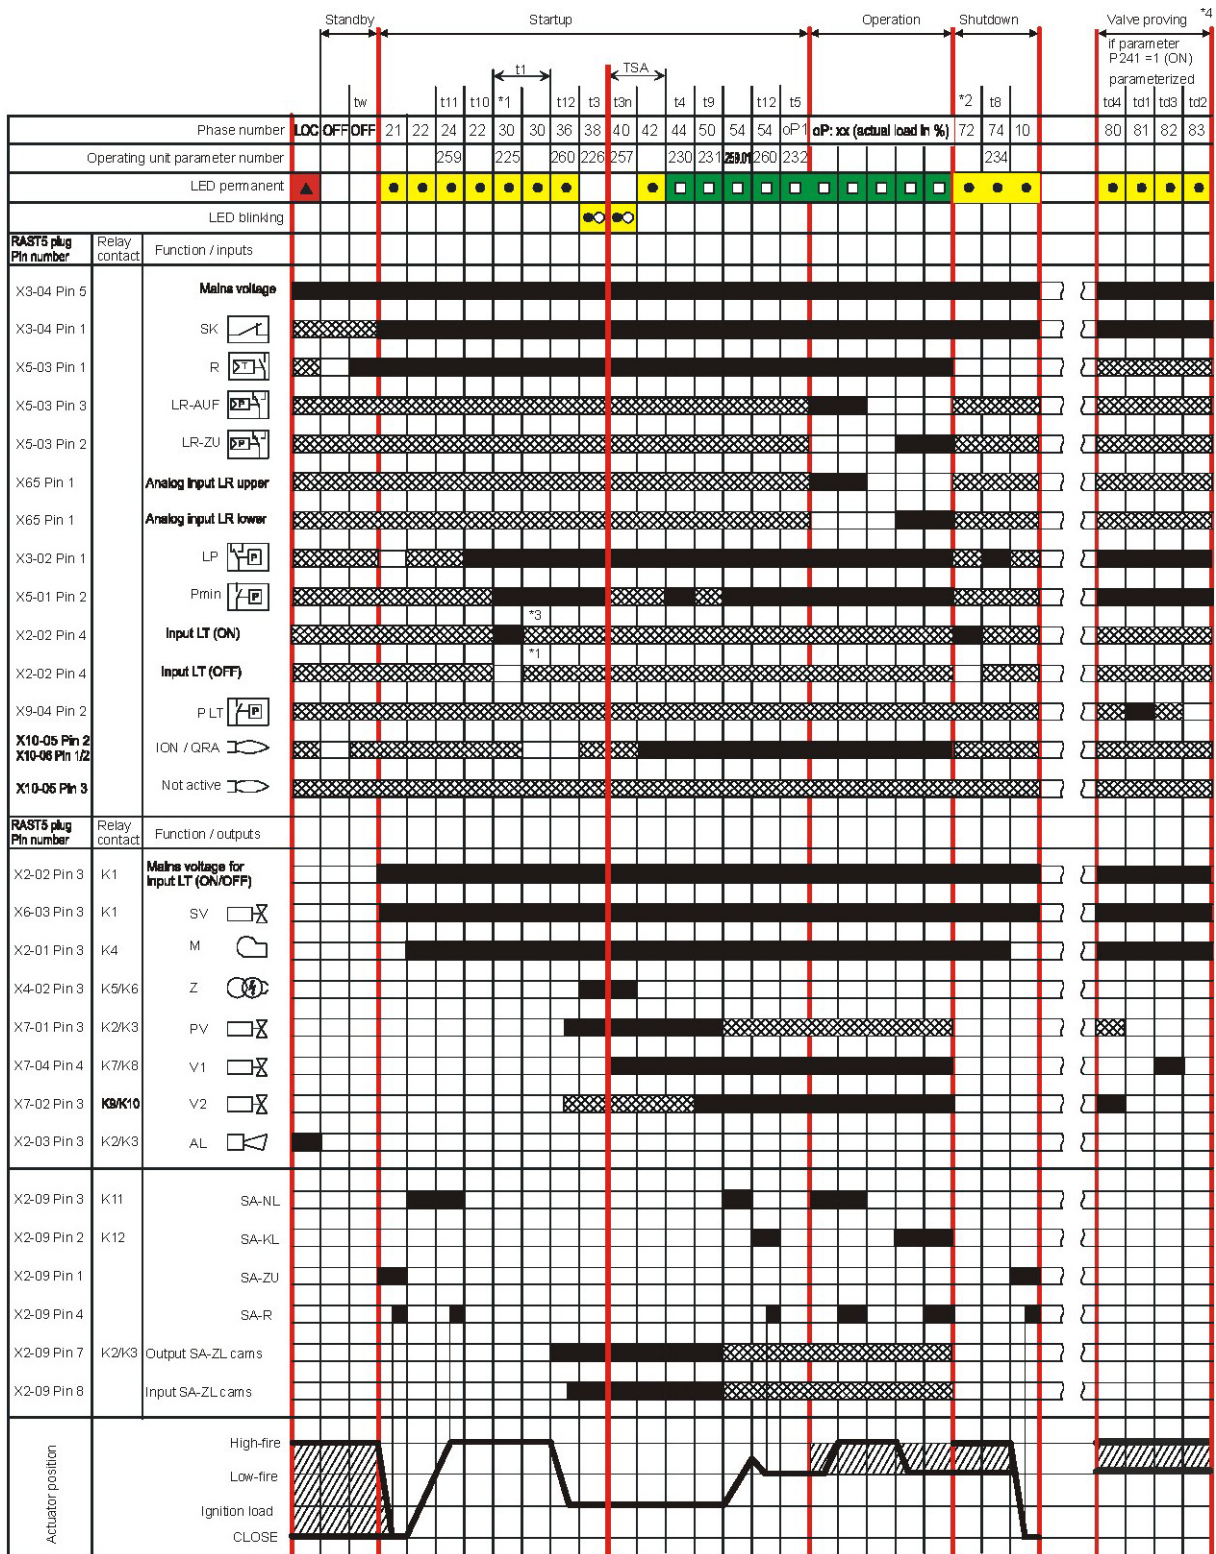 Standby Startup Operation Shutdown Valve proving *4
if parameter
P241 =1 (ON)
parameterized
t1 TSA
tw t11 t10 *1 t12 t3 t3n t4 t9 t12 t5 *2 t8 td4 td1 td3 td2
Phase number LOC OFF OFF 21 22 24 22 30 30 36 38 40 42 44 50 54 54 oP1 oP: xx (actual load in %) 72 74 10 80 81 82 83
Operating unit parameter number 259 225 260 226 257 230 231 259.01 260 232 234
LED permanent
LED blinking
RAST5 plug Pin number Relay contact Function / inputs
X3-04 Pin 5 Mains voltage
X3-04 Pin 1 SK
X5-03 Pin 1 R T
X5-03 Pin 3 LR-AUF P
X5-03 Pin 2 LR-ZU P
X65 Pin 1 Analog input LR upper
X65 Pin 1 Analog input LR lower
X3-02 Pin 1 LP P
X5-01 Pin 2 Pmin P
*3
X2-02 Pin 4 Input LT (ON)
*1
X2-02 Pin 4 Input LT (OFF)
X9-04 Pin 2 P LT P
X10-05 Pin 2
X10-06 Pin 1/2 ION / QRA
X10-05 Pin 3 Not active
RAST5 plug Pin number Relay contact Function / outputs
X2-02 Pin 3 K1 Mains voltage for
Input LT (ON/OFF)
X6-03 Pin 3 K1 SV
X2-01 Pin 3 K4 M
X4-02 Pin 3 K5/K6 Z
X7-01 Pin 3 K2/K3 PV
X7-04 Pin 4 K7/K8 V1
X7-02 Pin 3 K9/K10 V2
X2-03 Pin 3 K2/K3 AL
X2-09 Pin 3 K11 SA-NL
X2-09 Pin 2 K12 SA-KL
X2-09 Pin 1 SA-ZU
X2-09 Pin 4 SA-R
X2-09 Pin 7 K2/K3 Output SA-ZL cams
X2-09 Pin 8 Input SA-ZL cams
Actuator position
High-fire
Low-fire
Ignition load
CLOSE